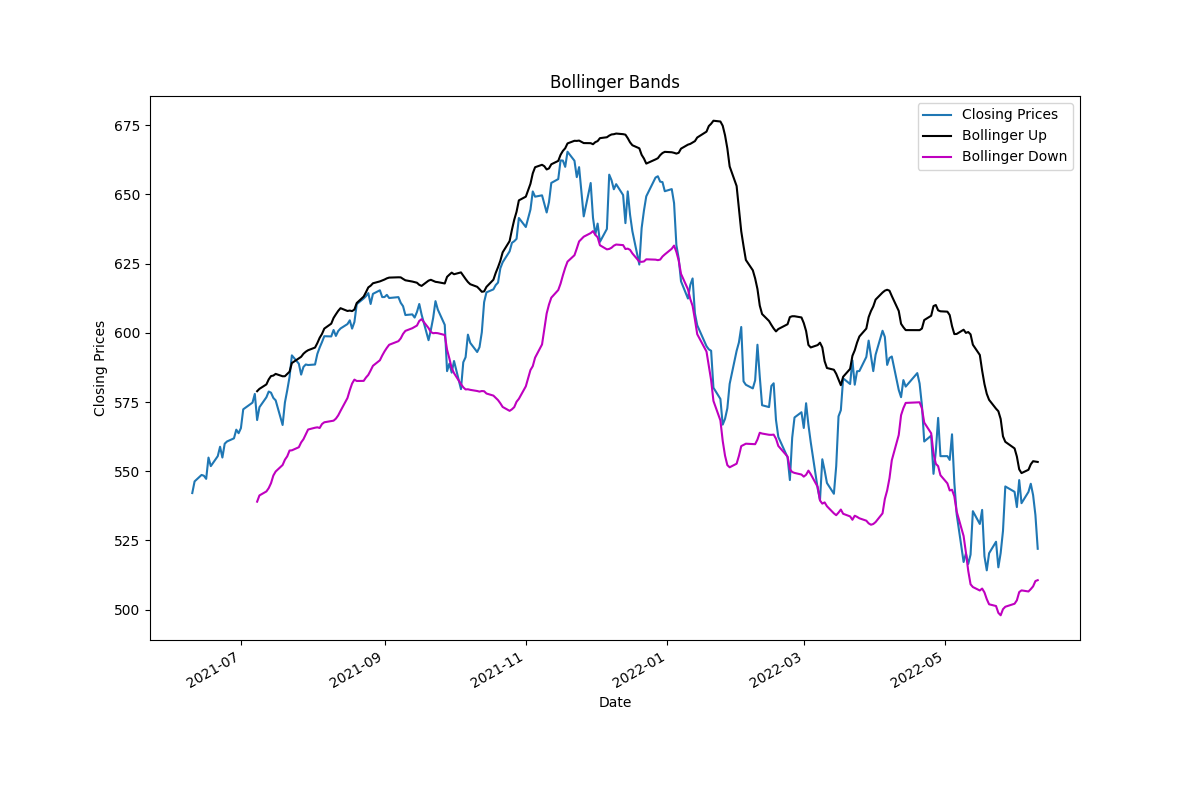 Bollinger Bands
Closing Prices
Bollinger Up
Bollinger Down
675
650
625
600
575
550
525
500
Closing Prices
2021-07
2021-09
2021-11
2022-01
2022-03
2022-05
Date